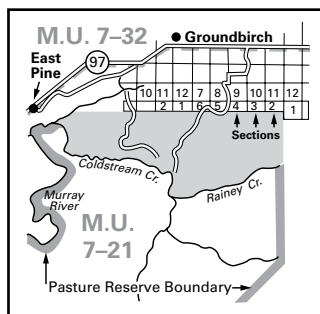 M.U. 7–32
Groundbirch
East
Pine
97
10 11 12 7 8 9 10 11 12
2 1 6 5 4 3 2 1
Sections
Coldstream Cr.
Murray
River
Rainey Cr.
M.U.
7–21
Pasture Reserve Boundary